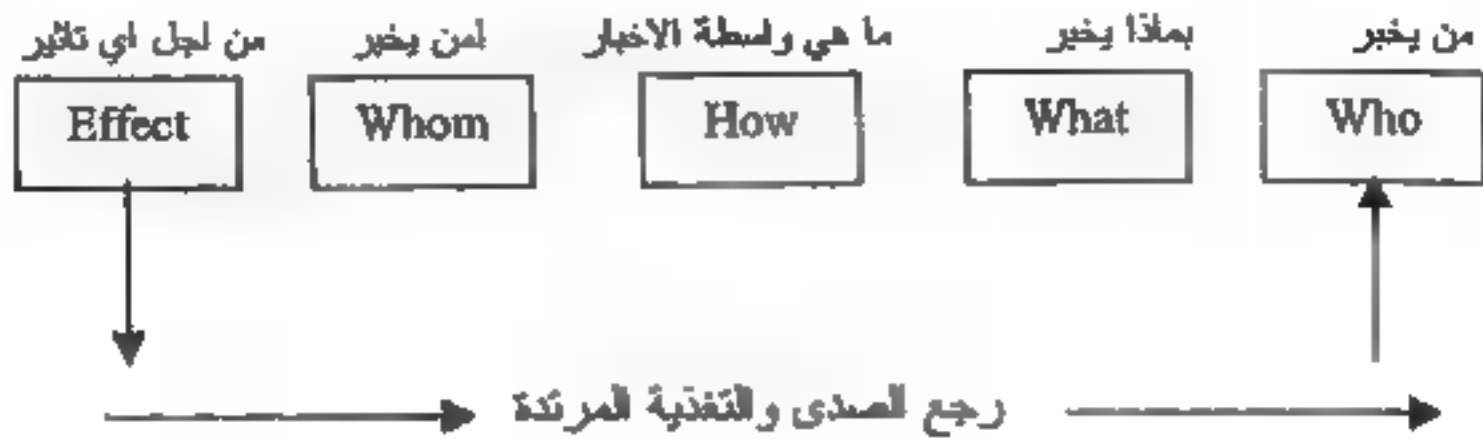 من يخبر بماذا يخبر ما هي واسطة الاخبار لمن يخبر من اجل اي تاثير
Who What How Whom Effect
رجع الصدى والتغذية المرتدة